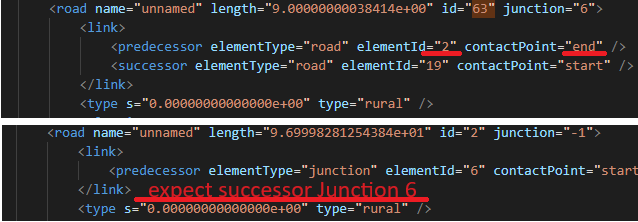 <road name="unnamed" length="9.00000000038414e+00" id="63" junction="6">
<link>
<predecessor elementType="road" elementId="2" contactPoint="end" />
<successor elementType="road" elementId="19" contactPoint="start" />
</link>
<type s="0.00000000000000e+00" type="rural" />
<road name="unnamed" length="9.69998281254384e+01" id="2" junction="-1">
<link>
<predecessor elementType="junction" elementId="6" contactPoint="start
</link> expect successor Junction 6
<type s="0.00000000000000e+00" type="rural" />